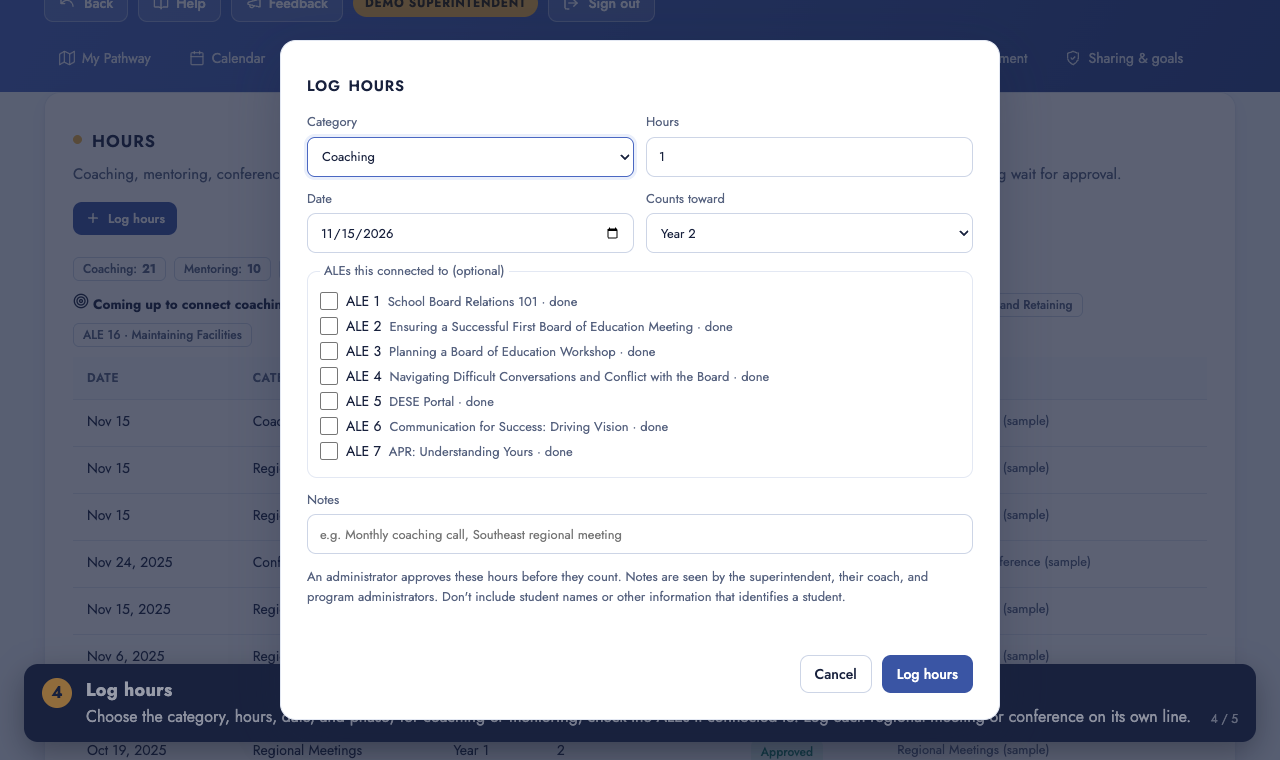 Back Help Feedback DEMO SUPERINTENDENT Sign out
My Pathway Calendar ment Sharing & goals
LOG HOURS
Category Hours
Coaching 1
Date Counts toward
11/15/2026 Year 2
ALEs this connected to (optional)
ALE 1 School Board Relations 101 · done
ALE 2 Ensuring a Successful First Board of Education Meeting · done
ALE 3 Planning a Board of Education Workshop · done
ALE 4 Navigating Difficult Conversations and Conflict with the Board · done
ALE 5 DESE Portal · done
ALE 6 Communication for Success: Driving Vision · done
ALE 7 APR: Understanding Yours · done
Notes
e.g. Monthly coaching call, Southeast regional meeting
An administrator approves these hours before they count. Notes are seen by the superintendent, their coach, and
program administrators. Don't include student names or other information that identifies a student.
Cancel Log hours
HOURS
Coaching, mentoring, conferenc g wait for approval.
+ Log hours
Coaching: 21 Mentoring: 10
Coming up to connect coachin and Retaining
ALE 16 · Maintaining Facilities
DATE CATE
Nov 15 Coac (sample)
Nov 15 Regi (sample)
Nov 15 Regi (sample)
Nov 24, 2025 Conf ference (sample)
Nov 15, 2025 Regi (sample)
Nov 6, 2025 Regi (sample)
4 Log hours
Choose the category, hours, date, and phase; for coaching or mentoring, check the ALEs it connected to. Log each regional meeting or conference on its own line. 4 / 5
Oct 19, 2025 Regional Meetings Year 1 2 Approved Regional Meetings (sample)